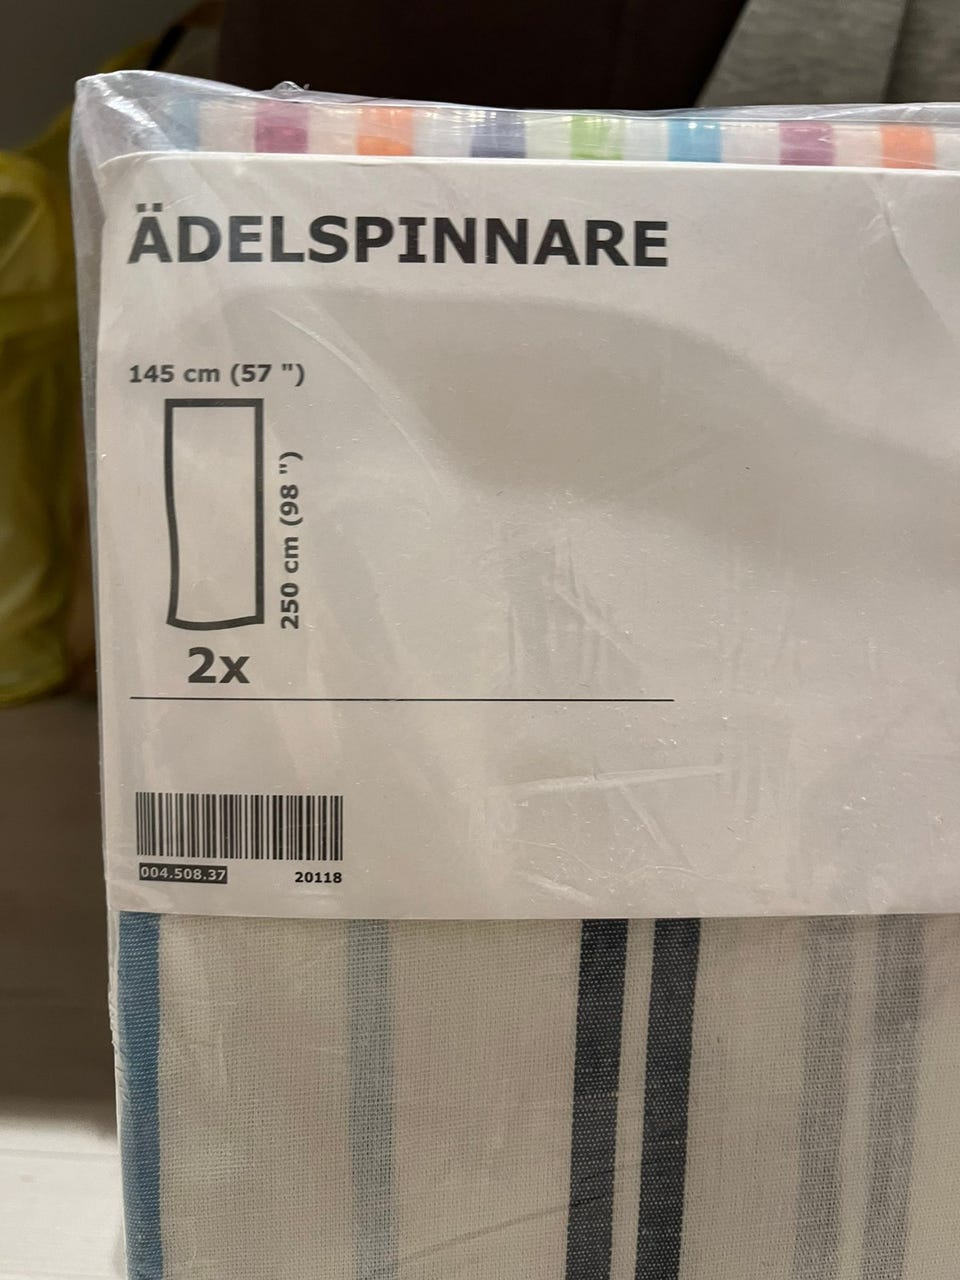 ÄDELSPINNARE
145 cm (57 ")
250 cm (98 ")
2x
004.508.37
20118